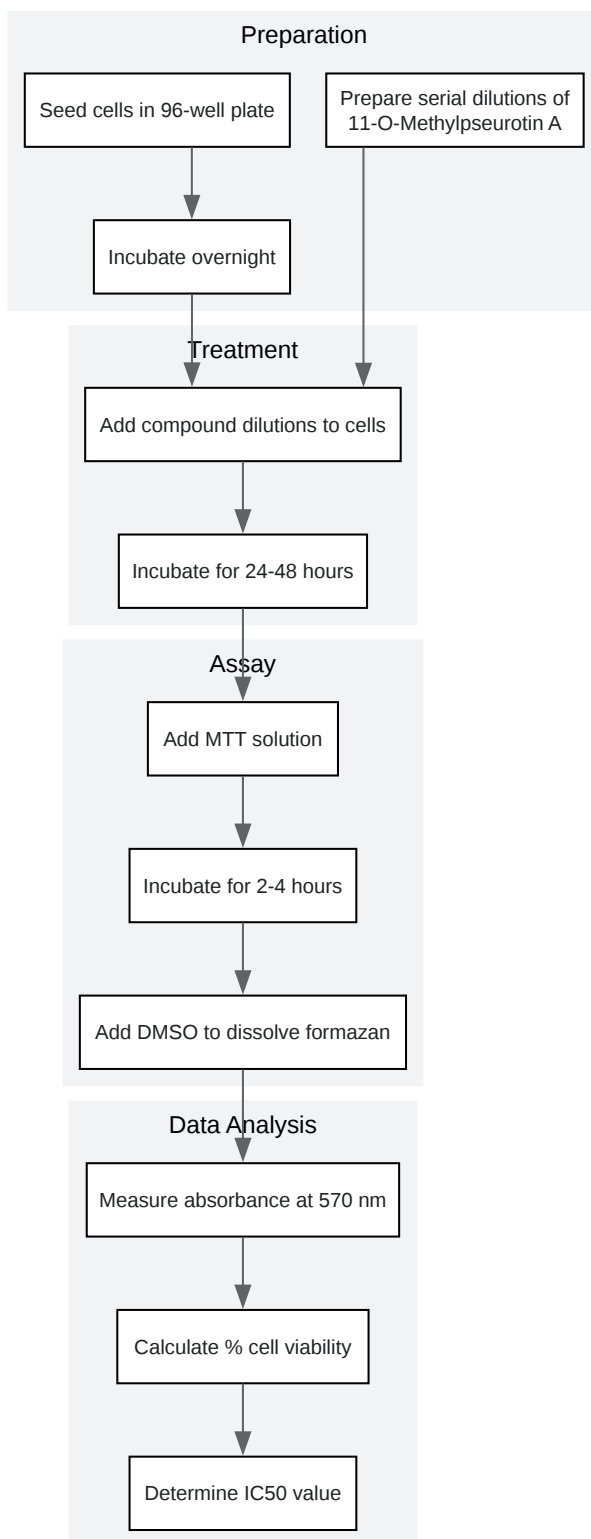 Preparation
Seed cells in 96-well plate
Prepare serial dilutions of
11-O-Methylpseurotin A
Incubate overnight
Treatment
Add compound dilutions to cells
Incubate for 24-48 hours
Assay
Add MTT solution
Incubate for 2-4 hours
Add DMSO to dissolve formazan
Data Analysis
Measure absorbance at 570 nm
Calculate % cell viability
Determine IC50 value